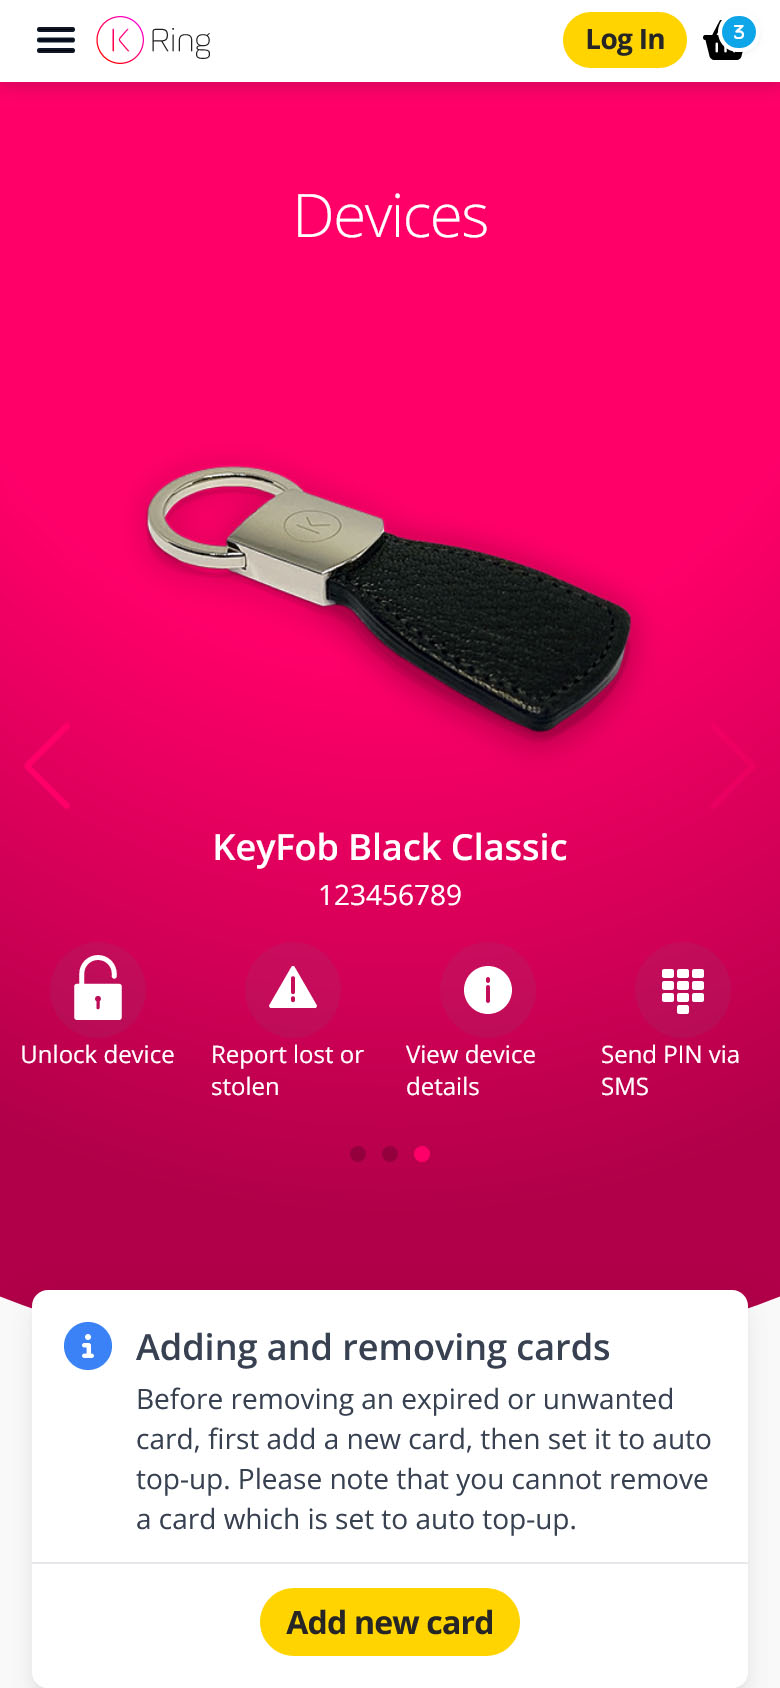 K Ring
Log In
3
Devices
K
KeyFob Black Classic
123456789
Unlock device
Report lost or
stolen
View device
details
Send PIN via
SMS
Adding and removing cards
Before removing an expired or unwanted
card, first add a new card, then set it to auto
top-up. Please note that you cannot remove
a card which is set to auto top-up.
Add new card